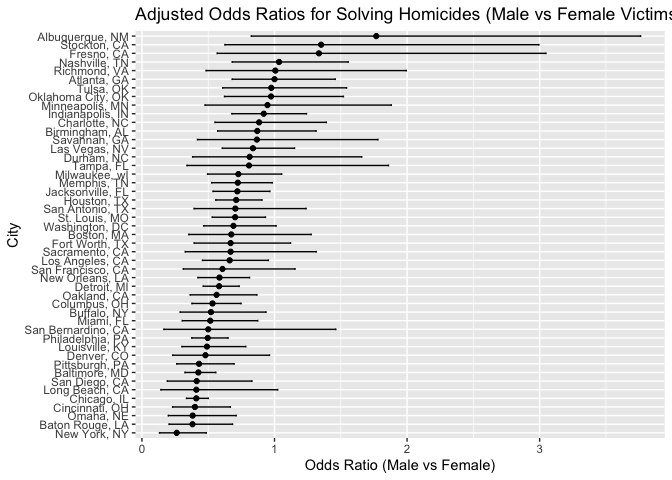 Adjusted Odds Ratios for Solving Homicides (Male vs Female Victims
City
Albuquerque, NM
Stockton, CA
Fresno, CA
Nashville, TN
Richmond, VA
Atlanta, GA
Tulsa, OK
Oklahoma City, OK
Minneapolis, MN
Indianapolis, IN
Charlotte, NC
Birmingham, AL
Savannah, GA
Las Vegas, NV
Durham, NC
Tampa, FL
Milwaukee, wI
Memphis, TN
Jacksonville, FL
Houston, TX
San Antonio, TX
St. Louis, MO
Washington, DC
Boston, MA
Fort Worth, TX
Sacramento, CA
Los Angeles, CA
San Francisco, CA
New Orleans, LA
Detroit, MI
Oakland, CA
Columbus, OH
Buffalo, NY
Miami, FL
San Bernardino, CA
Philadelphia, PA
Louisville, KY
Denver, CO
Pittsburgh, PA
Baltimore, MD
San Diego, CA
Long Beach, CA
Chicago, IL
Cincinnati, OH
Omaha, NE
Baton Rouge, LA
New York, NY
0 1 2 3
Odds Ratio (Male vs Female)